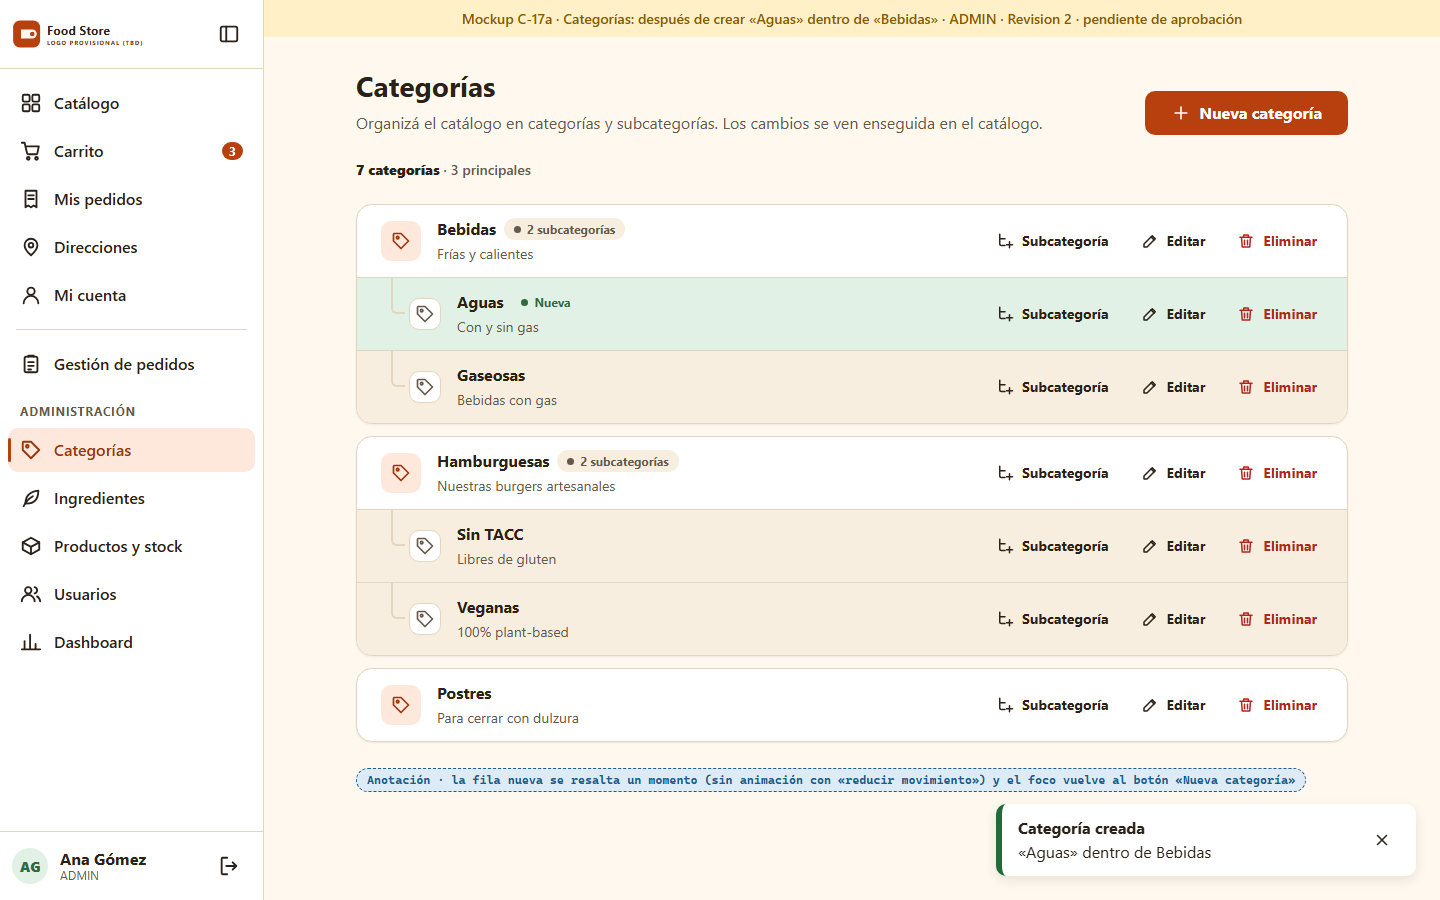 Food Store
LOGO PROVISIONAL (TBD)
Catálogo
Carrito
3
Mis pedidos
Direcciones
Mi cuenta
Gestión de pedidos
ADMINISTRACIÓN
Categorías
Ingredientes
Productos y stock
Usuarios
Dashboard
AG
Ana Gómez
ADMIN
Mockup C-17a · Categorías: después de crear «Aguas» dentro de «Bebidas» · ADMIN · Revision 2 · pendiente de aprobación
Categorías
Organizá el catálogo en categorías y subcategorías. Los cambios se ven enseguida en el catálogo.
Nueva categoría
7 categorías · 3 principales
Bebidas
2 subcategorías
Frías y calientes
Subcategoría
Editar
Eliminar
Aguas
Nueva
Con y sin gas
Subcategoría
Editar
Eliminar
Gaseosas
Bebidas con gas
Subcategoría
Editar
Eliminar
Hamburguesas
2 subcategorías
Nuestras burgers artesanales
Subcategoría
Editar
Eliminar
Sin TACC
Libres de gluten
Subcategoría
Editar
Eliminar
Veganas
100% plant-based
Subcategoría
Editar
Eliminar
Postres
Para cerrar con dulzura
Subcategoría
Editar
Eliminar
Anotación · la fila nueva se resalta un momento (sin animación con «reducir movimiento») y el foco vuelve al botón «Nueva categoría»
Categoría creada
«Aguas» dentro de Bebidas